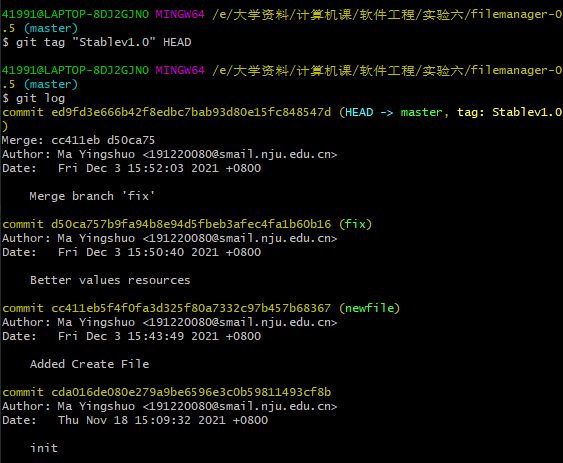 41991@LAPTOP-8DJ2GJNO MINGW64 /e/大学资料/计算机课/软件工程/实验六/filemanager-0
.5 (master)
$ git tag "Stablev1.0" HEAD
41991@LAPTOP-8DJ2GJNO MINGW64 /e/大学资料/计算机课/软件工程/实验六/filemanager-0
.5 (master)
$ git log
commit ed9fd3e666b42f8edbc7bab93d80e15fc848547d (HEAD -> master, tag: Stablev1.0
)
Merge: cc411eb d50ca75
Author: Ma Yingshuo <191220080@smail.nju.edu.cn>
Date:   Fri Dec 3 15:52:03 2021 +0800
    Merge branch 'fix'
commit d50ca757b9fa94b8e94d5fbeb3afec4fa1b60b16 (fix)
Author: Ma Yingshuo <191220080@smail.nju.edu.cn>
Date:   Fri Dec 3 15:50:40 2021 +0800
    Better values resources
commit cc411eb5f4f0fa3d325f80a7332c97b457b68367 (newfile)
Author: Ma Yingshuo <191220080@smail.nju.edu.cn>
Date:   Fri Dec 3 15:43:49 2021 +0800
    Added Create File
commit cda016de080e279a9be6596e3c0b59811493cf8b
Author: Ma Yingshuo <191220080@smail.nju.edu.cn>
Date:   Thu Nov 18 15:09:32 2021 +0800
    init